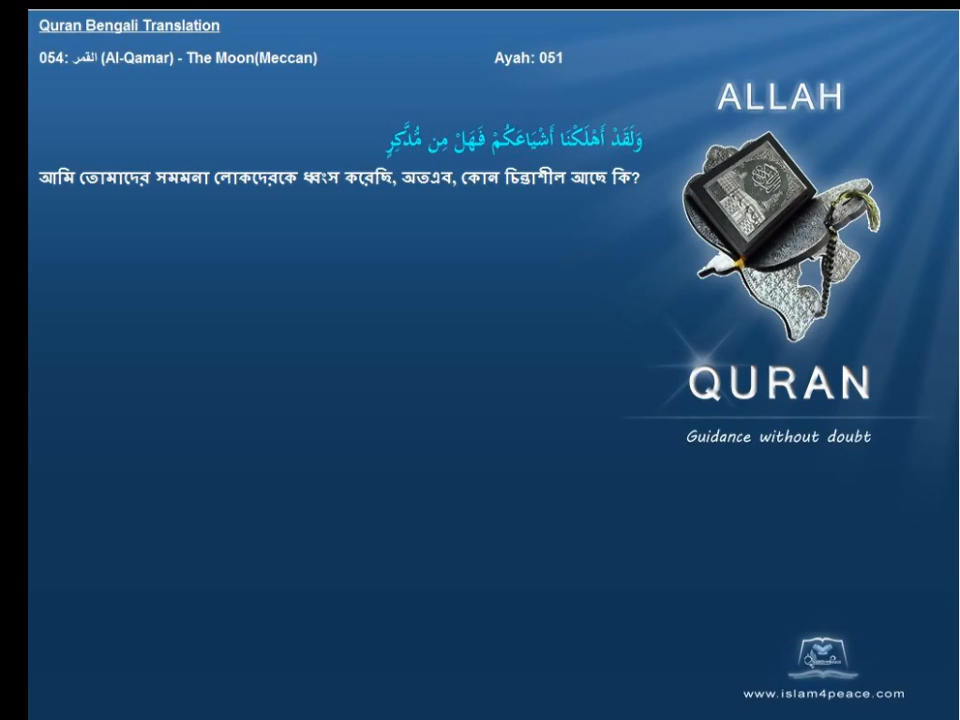 Quran Bengali Translation
054: القمر (Al-Qamar) - The Moon(Meccan) Ayah: 051
وَلَقَدْ أَهْلَكْنَا أَشْيَاعَكُمْ فَهَلْ مِن مُّدَّكِرٍ
আমি তোমাদের সমমনা লোকদেরকে ধ্বংস করেছি, অতএব, কোন চিন্তাশীল আছে কি?
ALLAH
QURAN
Guidance without doubt
www.islam4peace.com